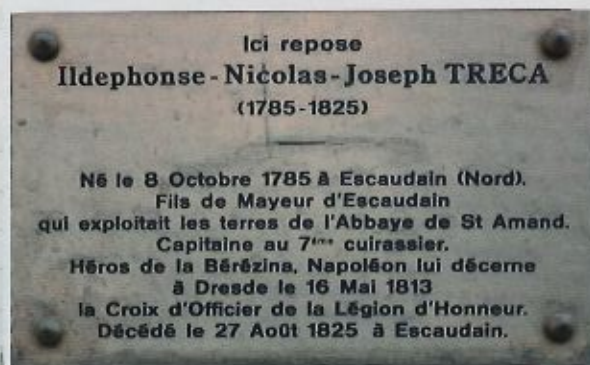 Ici repose
Ildephonse-Nicolas-Joseph TRECA
(1785-1825)
Né le 8 Octobre 1785 à Escaudain (Nord).
Fils de Mayeur d'Escaudain
qui exploitait les terres de l'Abbaye de St Amand.
Capitaine au 7ème cuirassier.
Héros de la Bérézina, Napoléon lui décerne
à Dresde le 16 Mai 1813
la Croix d'Officier de la Légion d'Honneur.
Décédé le 27 Août 1825 à Escaudain.